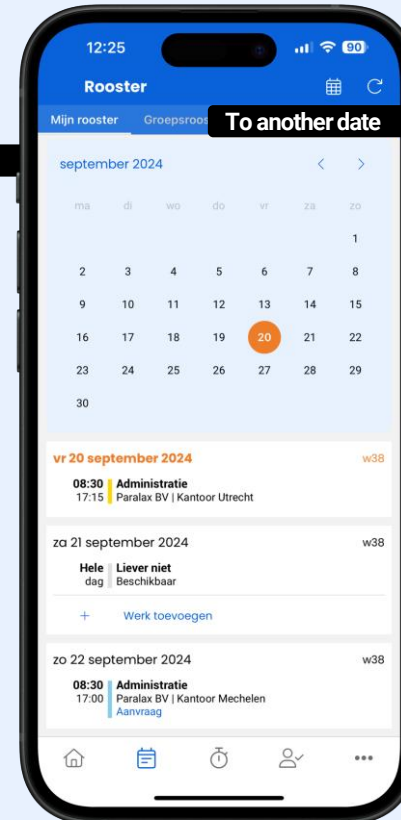 12:25
90
Rooster
Mijn rooster
To another date
september 2024 < >
ma di wo do vr za zo
1
2 3 4 5 6 7 8
9 10 11 12 13 14 15
16 17 18 19 20 21 22
23 24 25 26 27 28 29
30
vr 20 september 2024 w38
08:30 Administratie
17:15 Paralax BV | Kantoor Utrecht
za 21 september 2024 w38
Hele Liever niet
dag Beschikbaar
+ Werk toevoegen
zo 22 september 2024 w38
08:30 Administratie
17:00 Paralax BV | Kantoor Mechelen
Aanvraag